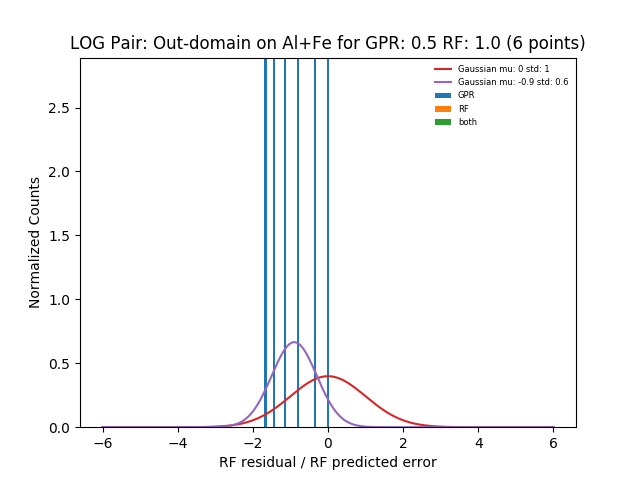 LOG Pair: Out-domain on Al+Fe for GPR: 0.5 RF: 1.0 (6 points)
Gaussian mu: 0 std: 1
Gaussian mu: -0.9 std: 0.6
GPR
RF
both
Normalized Counts
2.5
2.0
1.5
1.0
0.5
0.0
−6 −4 −2 0 2 4 6
RF residual / RF predicted error